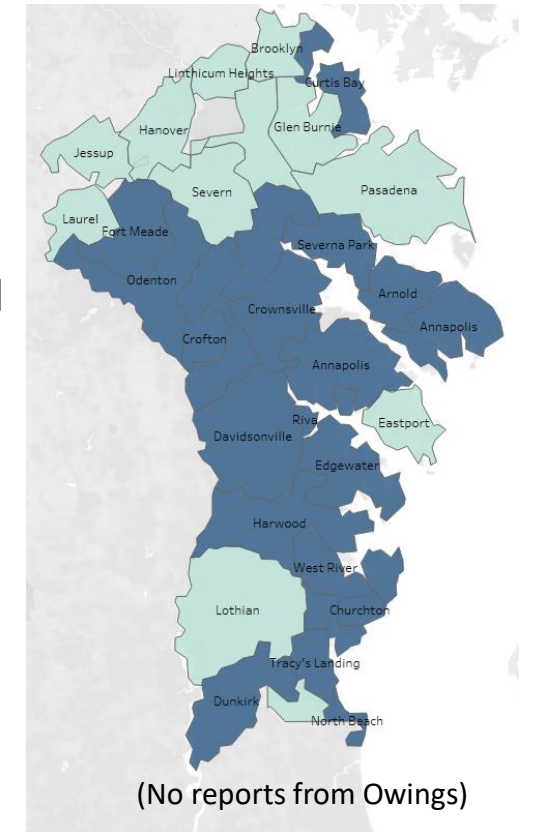 Brooklyn
Linthicum Heights
Curtis Bay
Hanover
Glen Burnie
Jessup
Severn
Pasadena
Laurel
Fort Meade
Severna Park
Odenton
Arnold
Crownsville
Annapolis
Crofton
Annapolis
Riva
Eastport
Davidsonville
Edgewater
Harwood
West River
Lothian
Churchton
Tracy's Landing
Dunkirk
North Beach
(No reports from Owings)